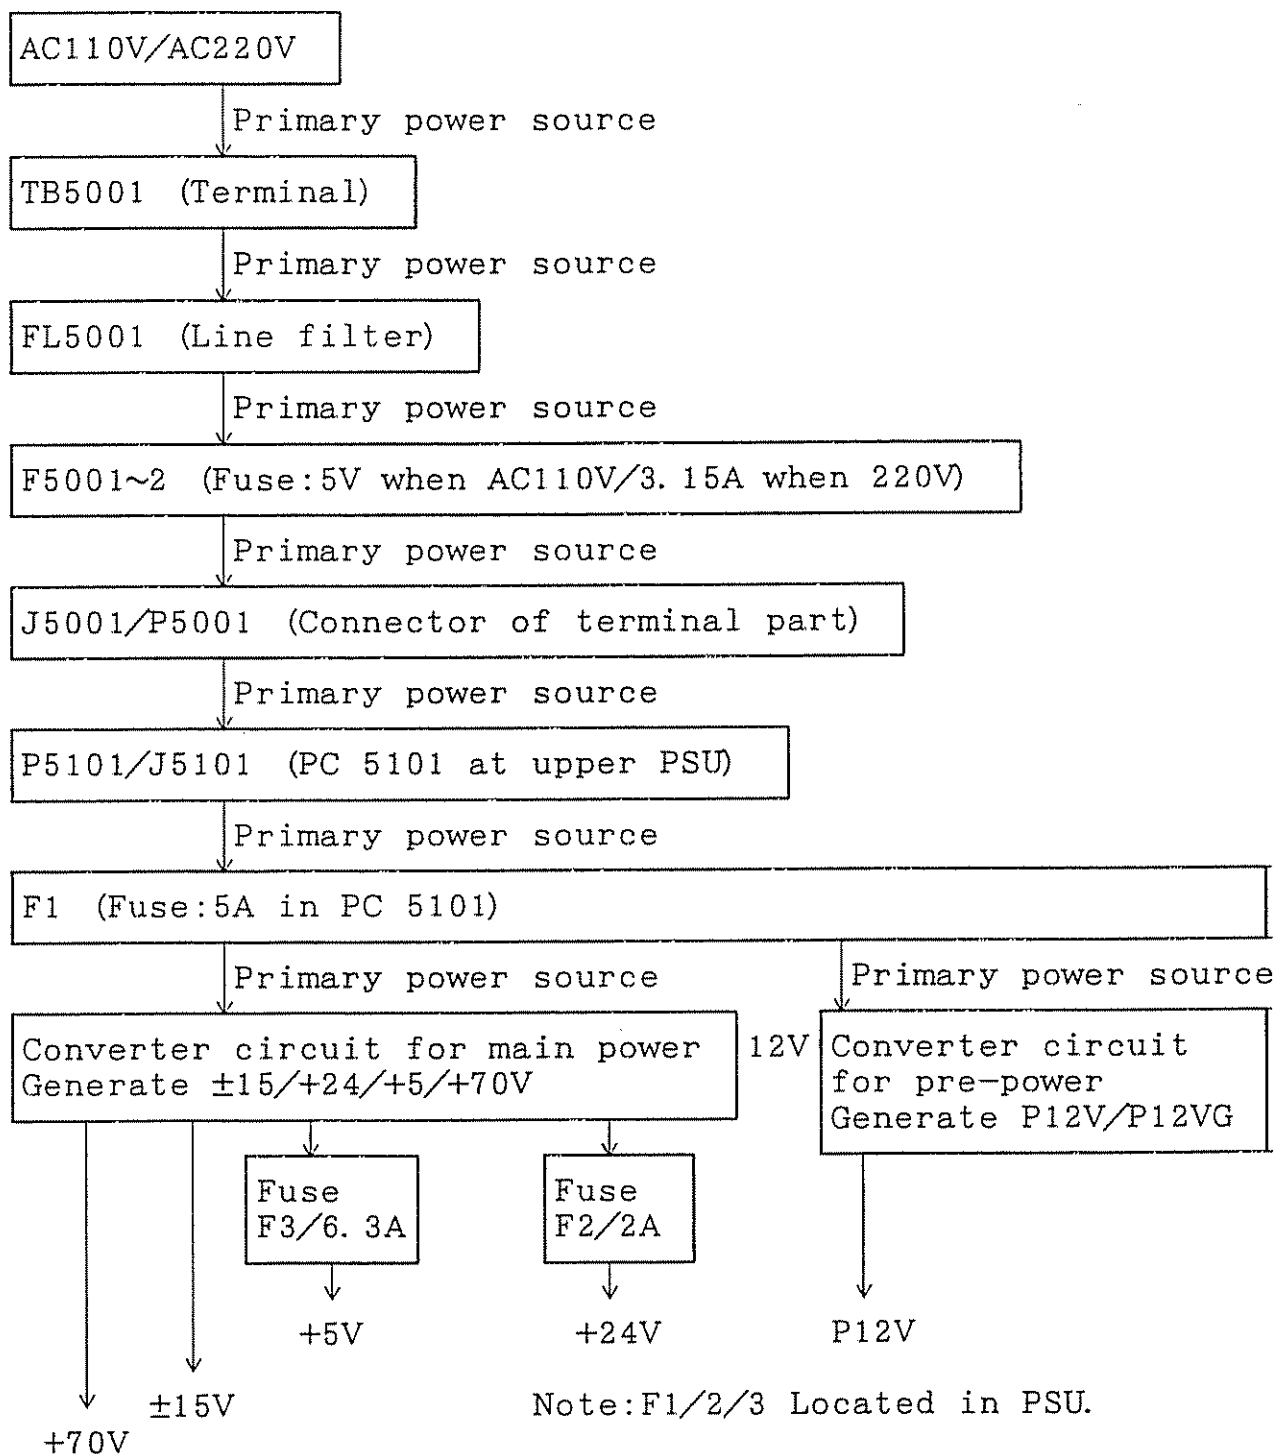 AC110V/AC220V
Primary power source
TB5001 (Terminal)
Primary power source
FL5001 (Line filter)
Primary power source
F5001~2 (Fuse:5V when AC110V/3.15A when 220V)
Primary power source
J5001/P5001 (Connector of terminal part)
Primary power source
P5101/J5101 (PC 5101 at upper PSU)
Primary power source
F1 (Fuse:5A in PC 5101)
Primary power source
Primary power source
Converter circuit for main power
Generate ±15/+24/+5/+70V
12V
Converter circuit
for pre-power
Generate P12V/P12VG
Fuse
F3/6.3A
Fuse
F2/2A
+5V
+24V
P12V
±15V
+70V
Note:F1/2/3 Located in PSU.